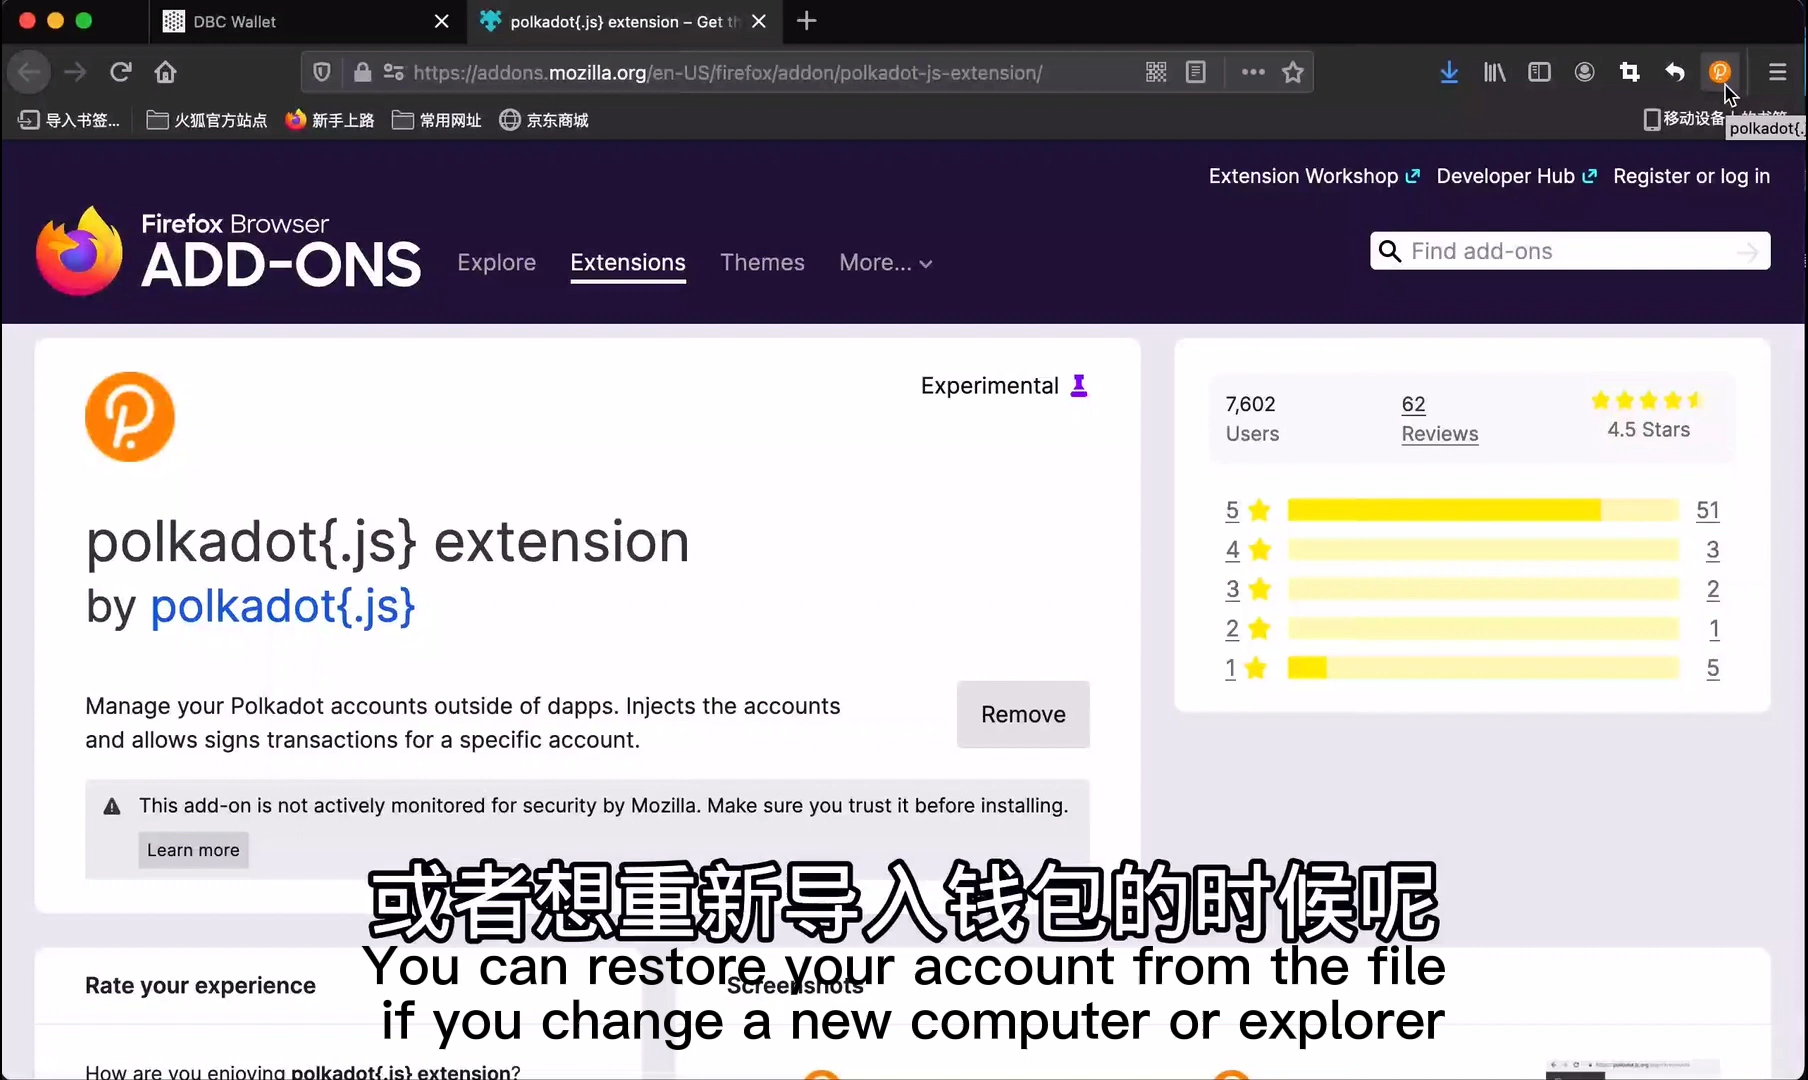 DBC Wallet
polkadot{.js} extension – Get th
https://addons.mozilla.org/en-US/firefox/addon/polkadot-js-extension/
导入书签...
火狐官方站点
新手上路
常用网址
京东商城
移动设备上的书签
polkadot{.
Extension Workshop
Developer Hub
Register or log in
Firefox Browser
ADD-ONS
Explore
Extensions
Themes
More...
Find add-ons
Experimental
polkadot{.js} extension
by polkadot{.js}
Manage your Polkadot accounts outside of dapps. Injects the accounts
and allows signs transactions for a specific account.
Remove
This add-on is not actively monitored for security by Mozilla. Make sure you trust it before installing.
Learn more
7,602
Users
62
Reviews
4.5 Stars
5 51
4 3
3 2
2 1
1 5
或者想重新导入钱包的时候呢
You can restore your account from the file
if you change a new computer or explorer
Rate your experience
Screenshots
How are you enjoying polkadot{.js} extension?